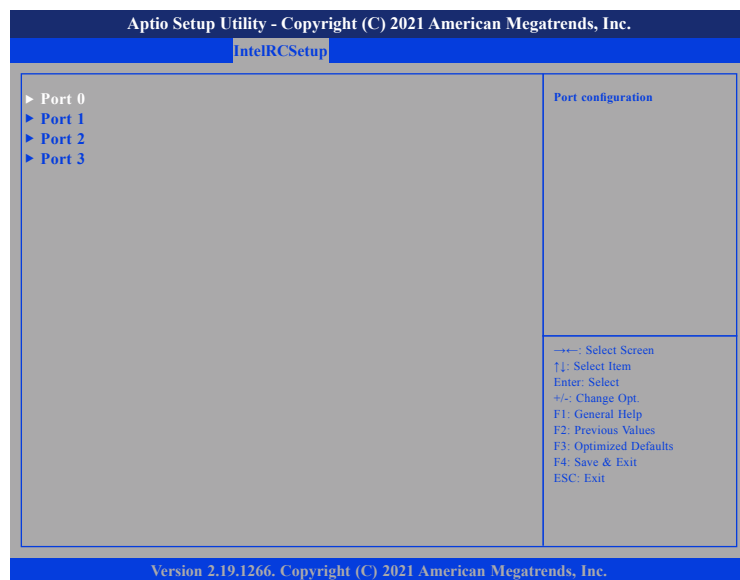 Aptio Setup Utility - Copyright (C) 2021 American Megatrends, Inc.
IntelRCSetup
► Port 0
► Port 1
► Port 2
► Port 3
Port configuration
→←: Select Screen
↑↓: Select Item
Enter: Select
+/-: Change Opt.
F1: General Help
F2: Previous Values
F3: Optimized Defaults
F4: Save & Exit
ESC: Exit
Version 2.19.1266. Copyright (C) 2021 American Megatrends, Inc.